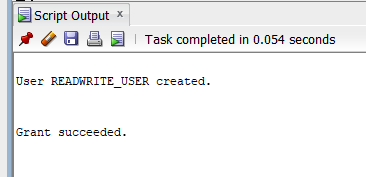 Script Output x
Task completed in 0.054 seconds
User READWRITE_USER created.
Grant succeeded.